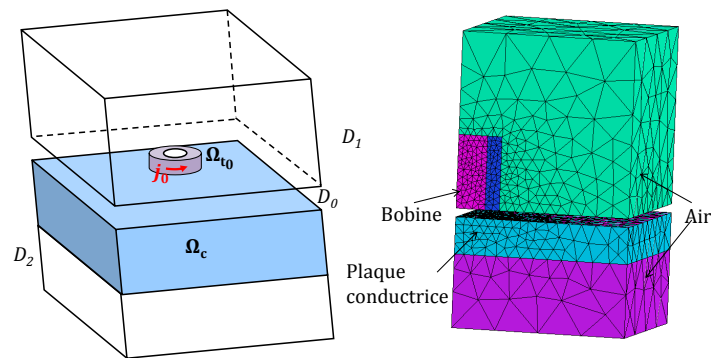 D₁
Ωt₀
j₀
D₀
Ωc
D₂
Bobine
Air
Plaque
conductrice